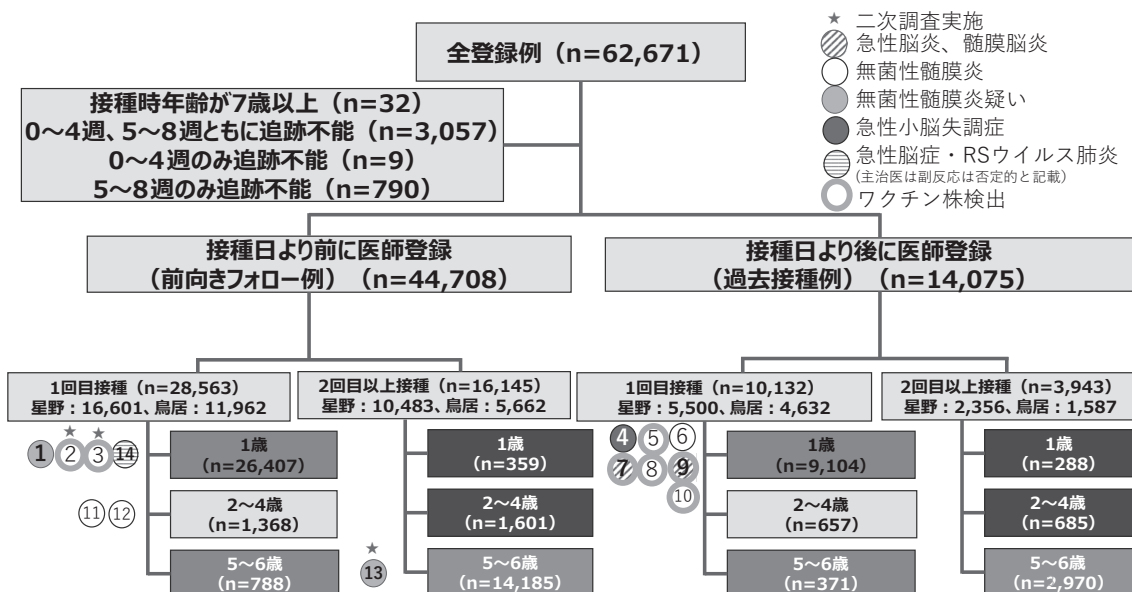 全登録例（n=62,671）
★ 二次調査実施
急性脳炎、髄膜脳炎
無菌性髄膜炎
無菌性髄膜炎疑い
急性小脳失調症
急性脳症・RSウイルス肺炎
(主治医は副反応は否定的と記載)
ワクチン株検出
接種時年齢が7歳以上（n=32）
0～4週、5～8週ともに追跡不能（n=3,057）
0～4週のみ追跡不能（n=9）
5～8週のみ追跡不能（n=790）
接種日より前に医師登録
（前向きフォロー例）（n=44,708）
接種日より後に医師登録
（過去接種例）（n=14,075）
1回目接種（n=28,563）
星野：16,601、鳥居：11,962
2回目以上接種（n=16,145）
星野：10,483、鳥居：5,662
1回目接種（n=10,132）
星野：5,500、鳥居：4,632
2回目以上接種（n=3,943）
星野：2,356、鳥居：1,587
★ ★
1 2 3 14
1歳
（n=26,407）
11 12
2～4歳
（n=1,368）
5～6歳
（n=788）
1歳
（n=359）
2～4歳
（n=1,601）
★
13
5～6歳
（n=14,185）
4 5 6
7 8 9
10
1歳
（n=9,104）
2～4歳
（n=657）
5～6歳
（n=371）
1歳
（n=288）
2～4歳
（n=685）
5～6歳
（n=2,970）